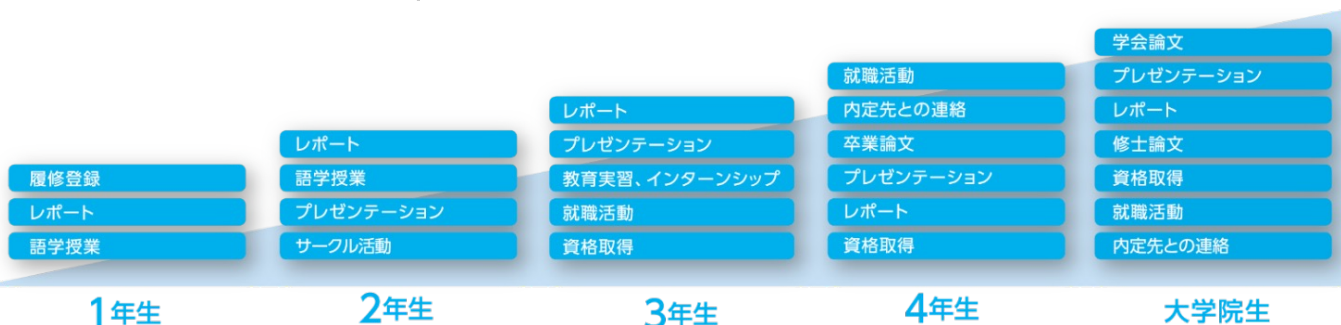 履修登録
レポート
語学授業
1年生
レポート
語学授業
プレゼンテーション
サークル活動
2年生
レポート
プレゼンテーション
教育実習、インターンシップ
就職活動
資格取得
3年生
就職活動
内定先との連絡
卒業論文
プレゼンテーション
レポート
資格取得
4年生
学会論文
プレゼンテーション
レポート
修士論文
資格取得
就職活動
内定先との連絡
大学院生